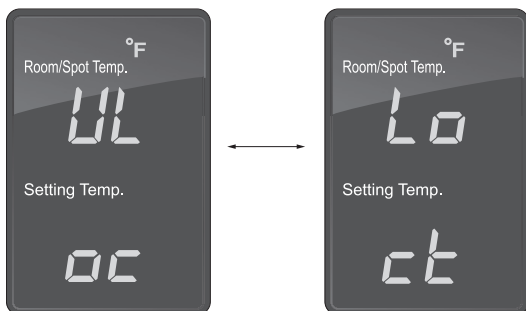 °F
Room/Spot Temp.
UL
Setting Temp.
oc
°F
Room/Spot Temp.
Lo
Setting Temp.
ct